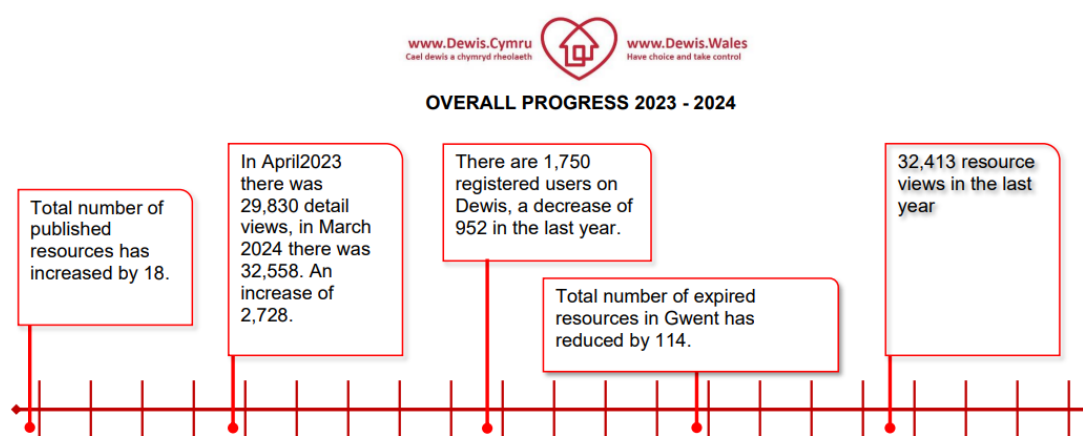 www.Dewis.Cymru
Cael dewis a chymryd rheolaeth
www.Dewis.Wales
Have choice and take control
OVERALL PROGRESS 2023 - 2024
Total number of
published
resources has
increased by 18.
In April2023
there was
29,830 detail
views, in March
2024 there was
32,558. An
increase of
2,728.
There are 1,750
registered users on
Dewis, a decrease of
952 in the last year.
Total number of expired
resources in Gwent has
reduced by 114.
32,413 resource
views in the last
year